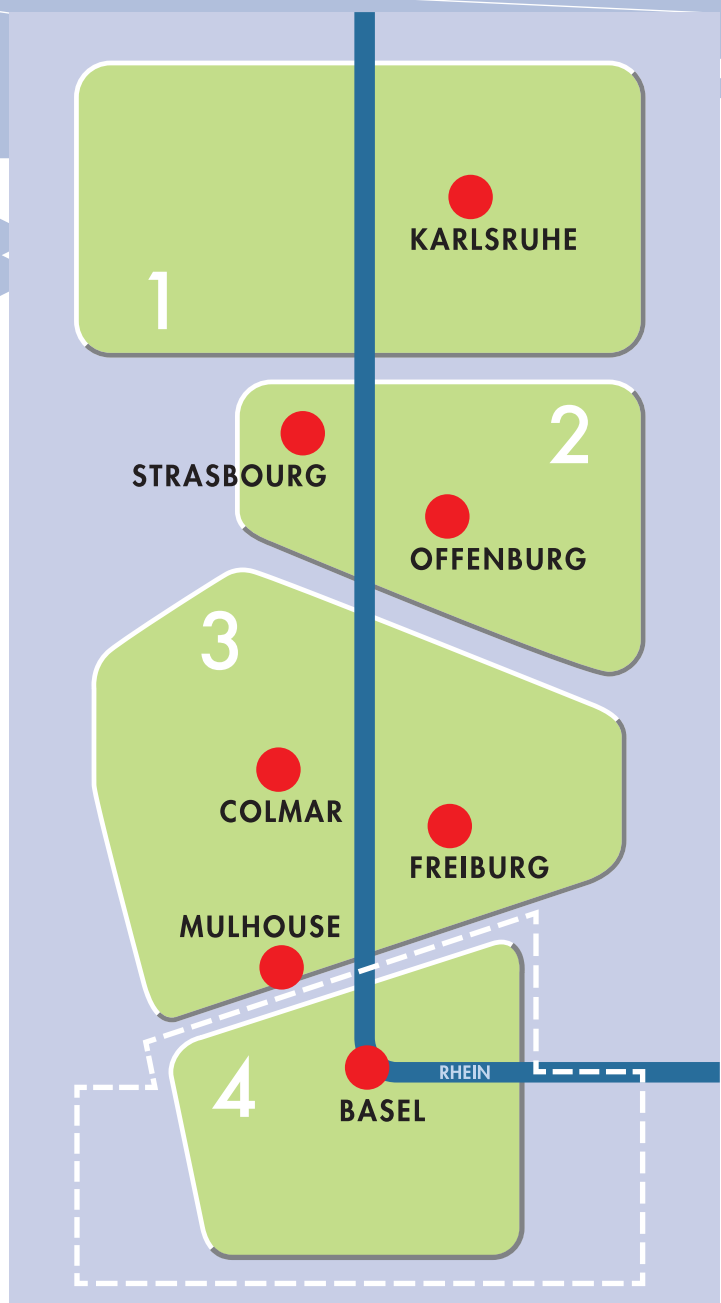 KARLSRUHE
1
2
STRASBOURG
OFFENBURG
3
COLMAR
FREIBURG
MULHOUSE
4
RHEIN
BASEL